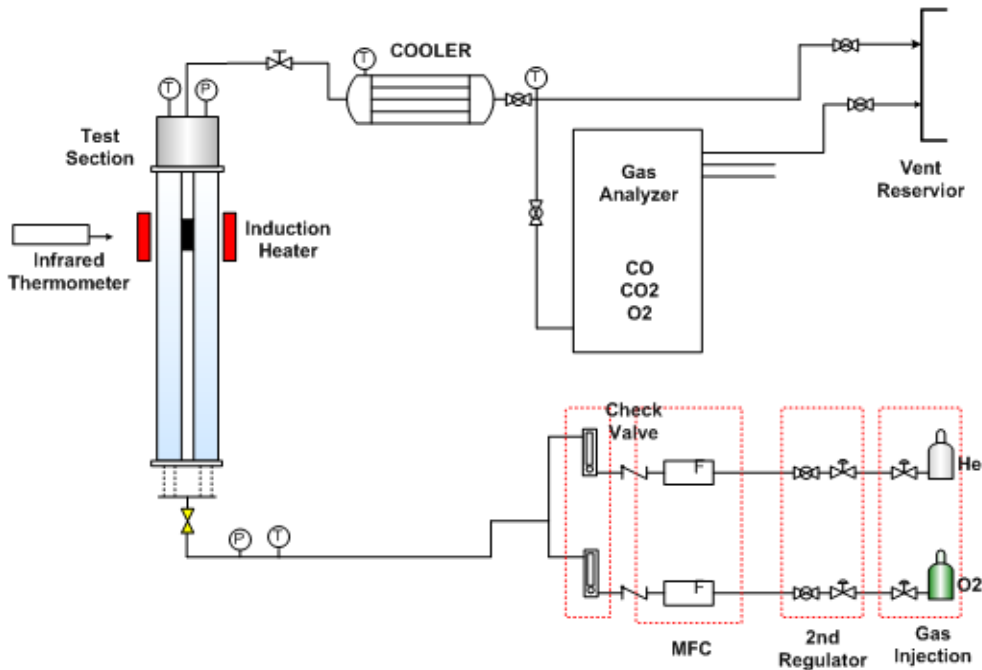 COOLER
T
T
T
P
Test
Section
Gas
Analyzer
CO
CO2
O2
Vent
Reservior
Induction
Heater
Infrared
Thermometer
Check
Valve
F
He
P
T
F
O2
MFC
2nd
Regulator
Gas
Injection